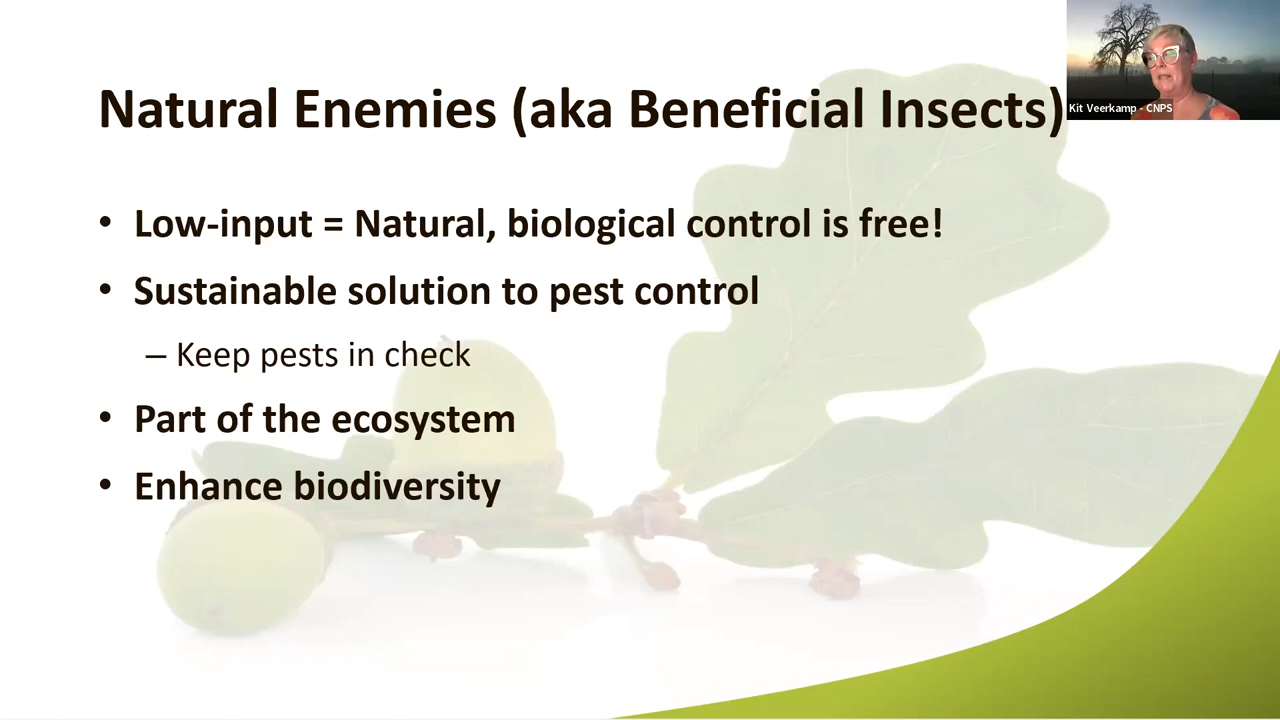 Natural Enemies (aka Beneficial Insects)
Kit Veerkamp - CNPS
• Low-input = Natural, biological control is free!
• Sustainable solution to pest control
– Keep pests in check
• Part of the ecosystem
• Enhance biodiversity